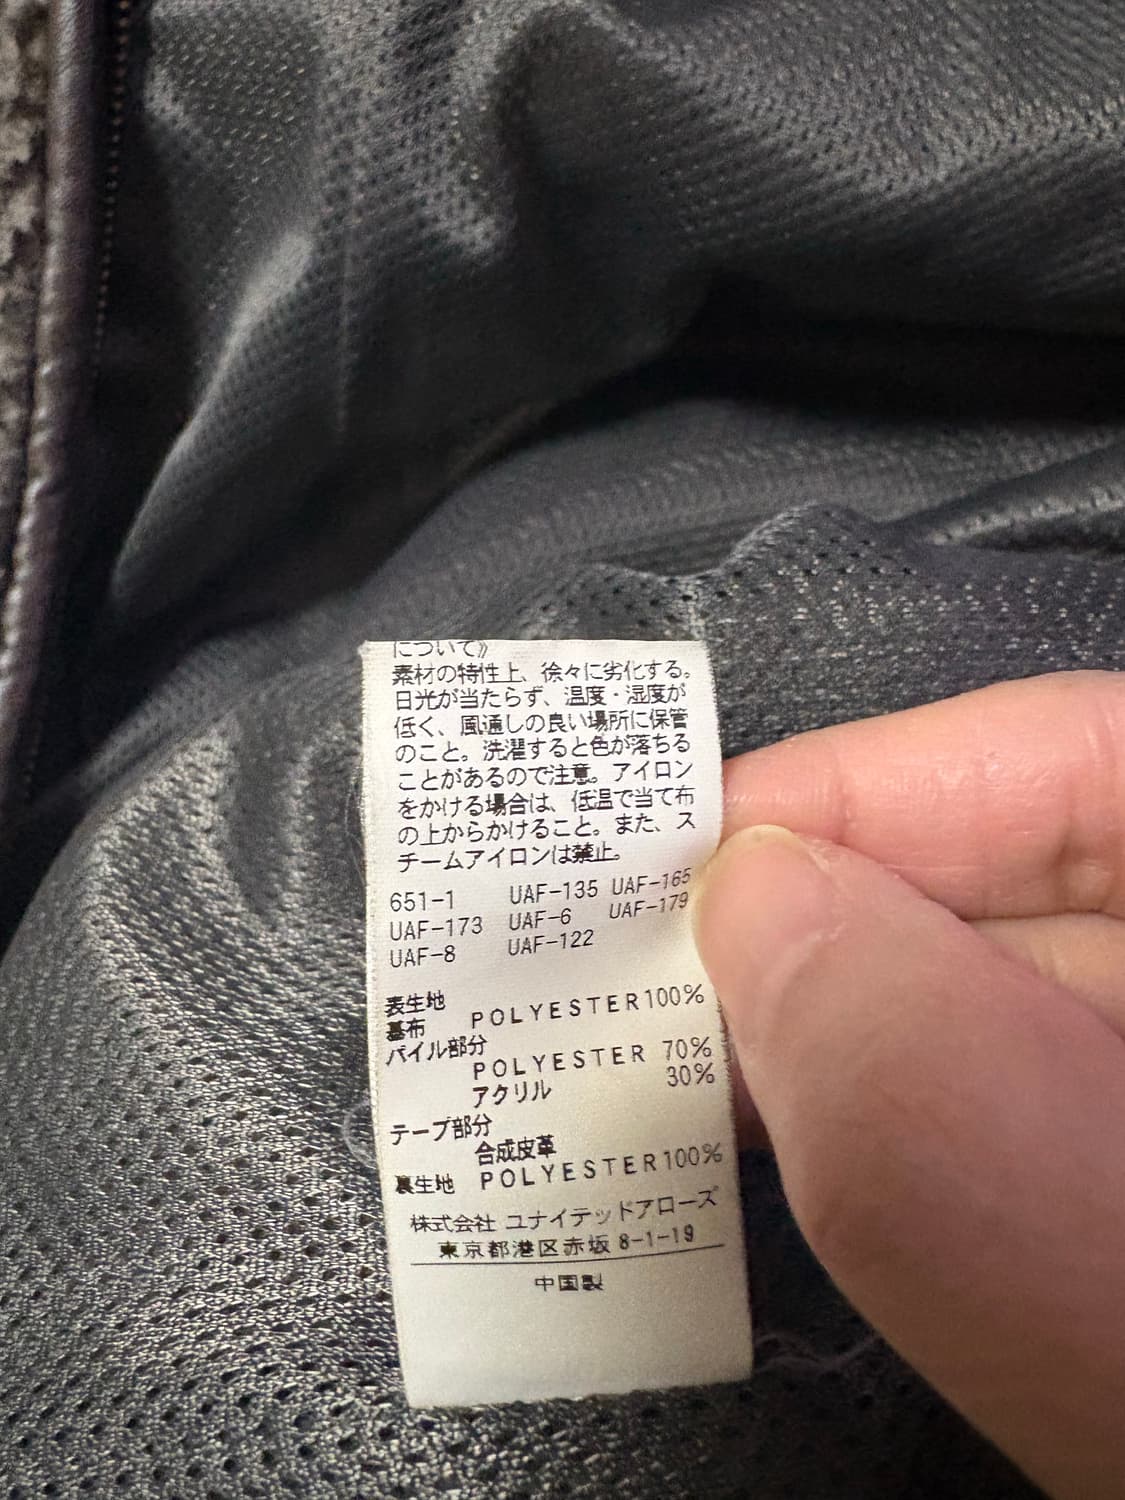 について》
素材の特性上、徐々に劣化する。
日光が当たらず、温度・湿度が
低く、風通しの良い場所に保管
のこと。洗濯すると色が落ちる
ことがあるので注意。アイロン
をかける場合は、低温で当て布
の上からかけること。また、ス
チームアイロンは禁止。
651-1 UAF-135 UAF-165
UAF-173 UAF-6 UAF-179
UAF-8 UAF-122
表生地
基布 POLYESTER100%
パイル部分
POLYESTER 70%
アクリル 30%
テープ部分
合成皮革
裏生地 POLYESTER100%
株式会社 ユナイテッドアローズ
東京都港区赤坂 8-1-19
中国製